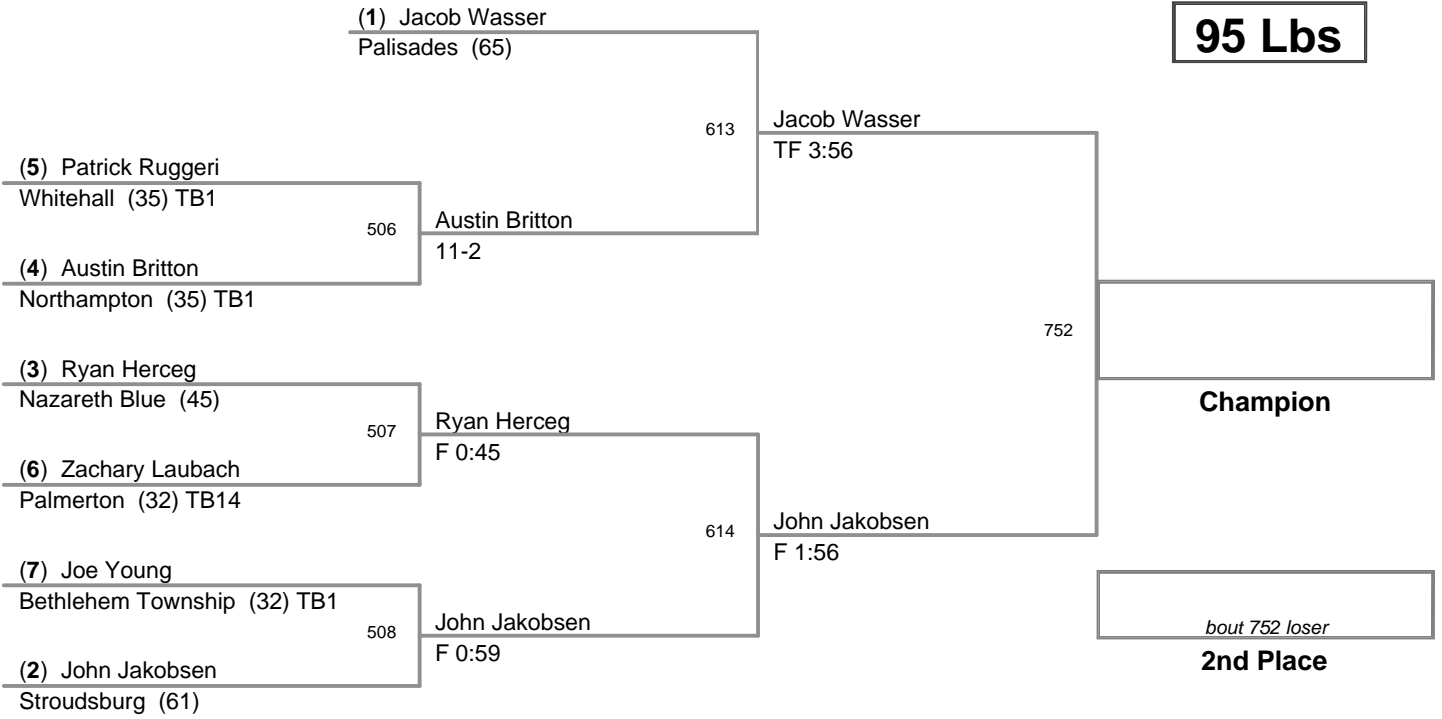 (1) Jacob Wasser
Palisades (65)
95 Lbs
613
Jacob Wasser
TF 3:56
(5) Patrick Ruggeri
Whitehall (35) TB1
506
Austin Britton
11-2
(4) Austin Britton
Northampton (35) TB1
752
Champion
(3) Ryan Herceg
Nazareth Blue (45)
507
Ryan Herceg
F 0:45
(6) Zachary Laubach
Palmerton (32) TB14
614
John Jakobsen
F 1:56
(7) Joe Young
Bethlehem Township (32) TB1
508
John Jakobsen
F 0:59
(2) John Jakobsen
Stroudsburg (61)
bout 752 loser
2nd Place